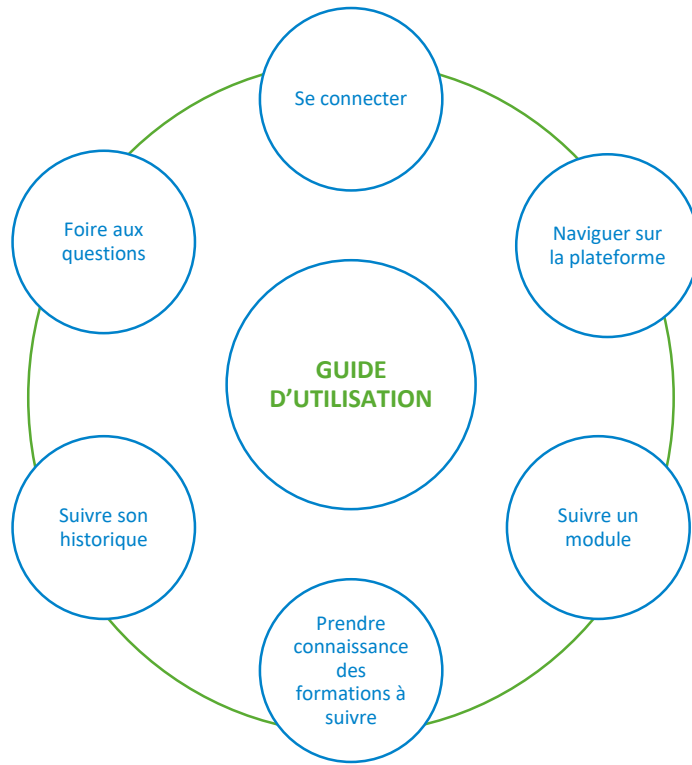 Se connecter
Naviguer sur
la plateforme
Suivre un
module
Prendre
connaissance
des
formations à
suivre
Suivre son
historique
Foire aux
questions
GUIDE
D’UTILISATION